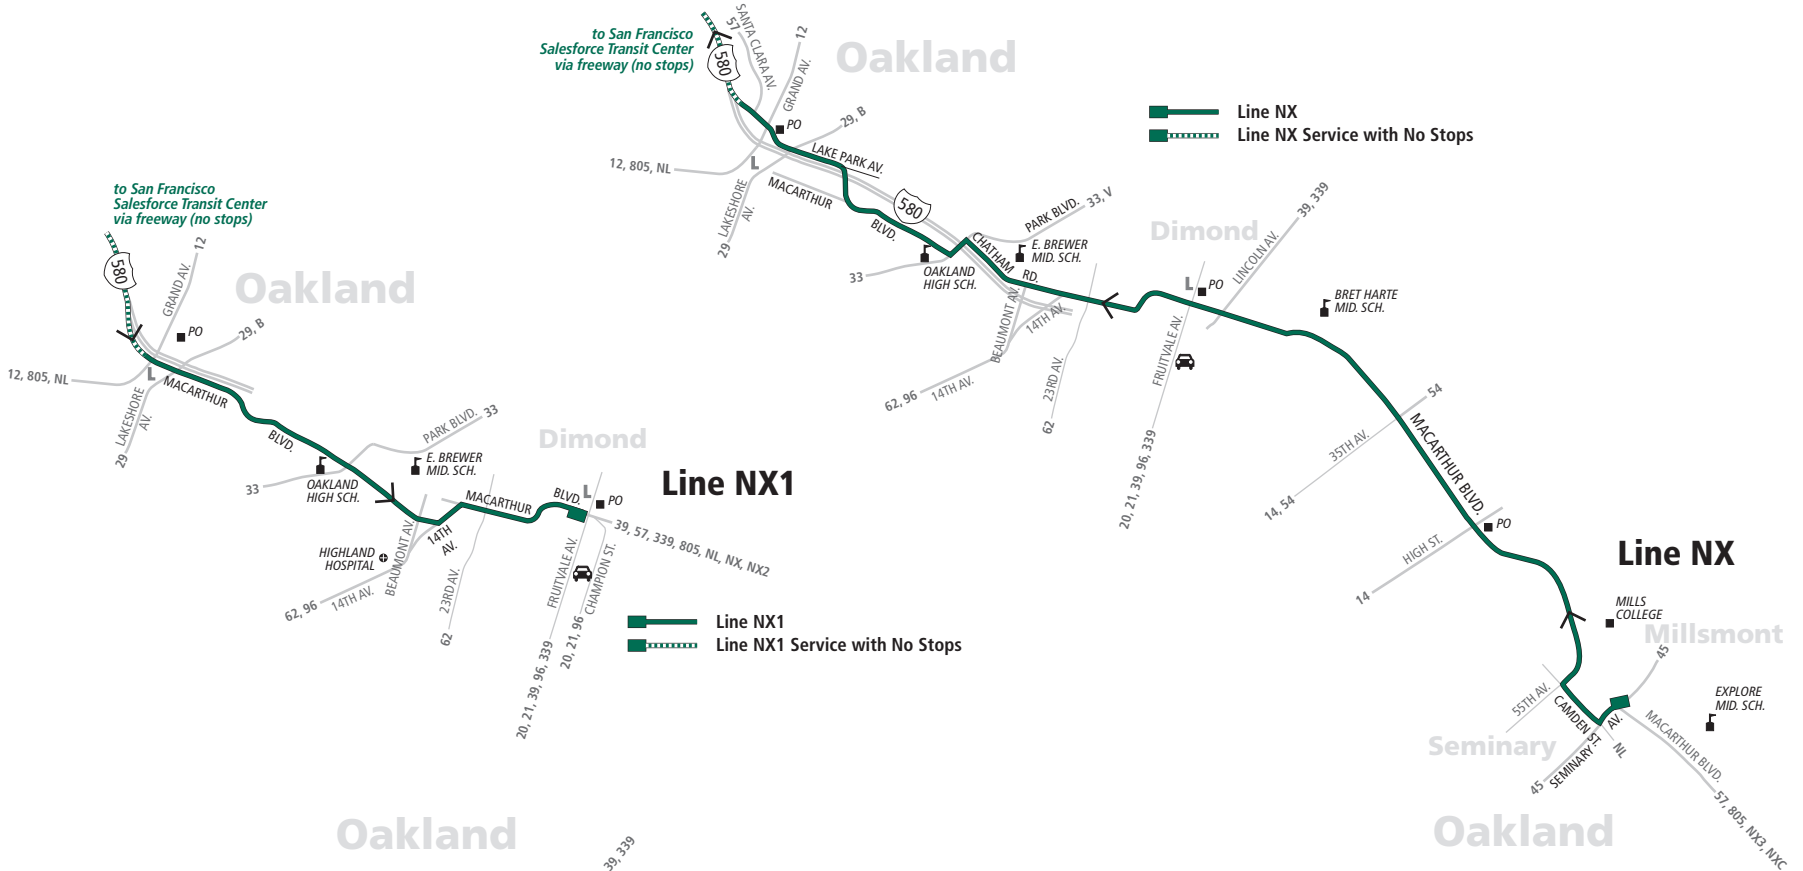 to San Francisco
Salesforce Transit Center
via freeway (no stops)
580
57
SANTA CLARA AV.
12
GRAND AV.
Oakland
PO
29, B
Line NX
Line NX Service with No Stops
12, 805, NL
L
LAKE PARK AV.
LAKESHORE
AV.
29
MACARTHUR
BLVD.
580
33
OAKLAND
HIGH SCH.
CHATHAM
RD.
PARK BLVD.
33, V
E. BREWER
MID. SCH.
BEAUMONT AV.
14TH AV.
62, 96
14TH AV.
23RD AV.
62
Dimond
L
PO
LINCOLN AV.
39, 339
FRUITVALE AV.
20, 21, 39, 96, 339
BRET HARTE
MID. SCH.
54
35TH AV.
14, 54
MACARTHUR BLVD.
PO
HIGH ST.
14
Line NX
MILLS
COLLEGE
Millsmont
45
EXPLORE
MID. SCH.
55TH AV.
CAMDEN ST.
Seminary
SEMINARY
AV.
45
NL
MACARTHUR BLVD.
57, 805, NX3, NXC
Oakland
to San Francisco
Salesforce Transit Center
via freeway (no stops)
580
12
GRAND AV.
Oakland
PO
29, B
12, 805, NL
L
LAKESHORE
AV.
29
MACARTHUR
BLVD.
33
OAKLAND
HIGH SCH.
PARK BLVD.
33
E. BREWER
MID. SCH.
HIGHLAND
HOSPITAL
BEAUMONT AV.
14TH
AV.
62, 96
14TH AV.
23RD AV.
62
MACARTHUR
BLVD.
Dimond
L
PO
39, 57, 339, 805, NL, NX, NX2
FRUITVALE AV.
CHAMPION ST.
20, 21, 96
20, 21, 39, 96, 339
Line NX1
Line NX1
Line NX1 Service with No Stops
Oakland
39, 339